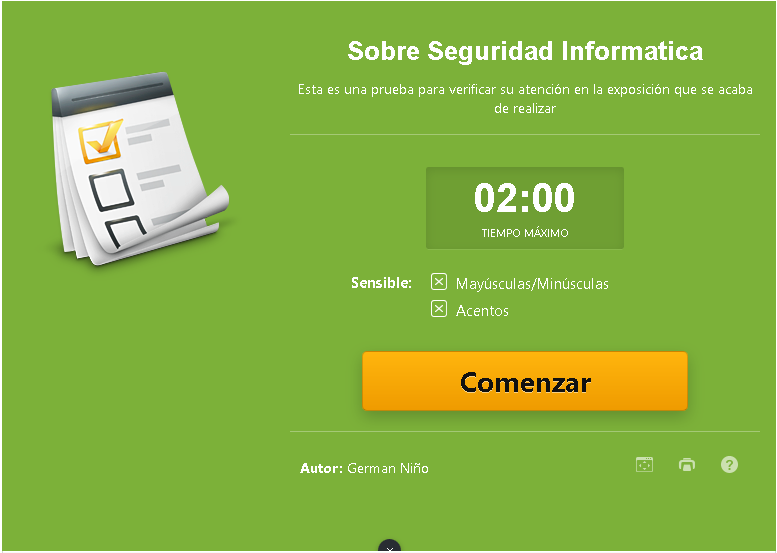 Sobre Seguridad Informatica
Esta es una prueba para verificar su atención en la exposición que se acaba
de realizar
02:00
TIEMPO MÁXIMO
Sensible: Mayúsculas/Minúsculas
Acentos
Comenzar
Autor: German Niño
?